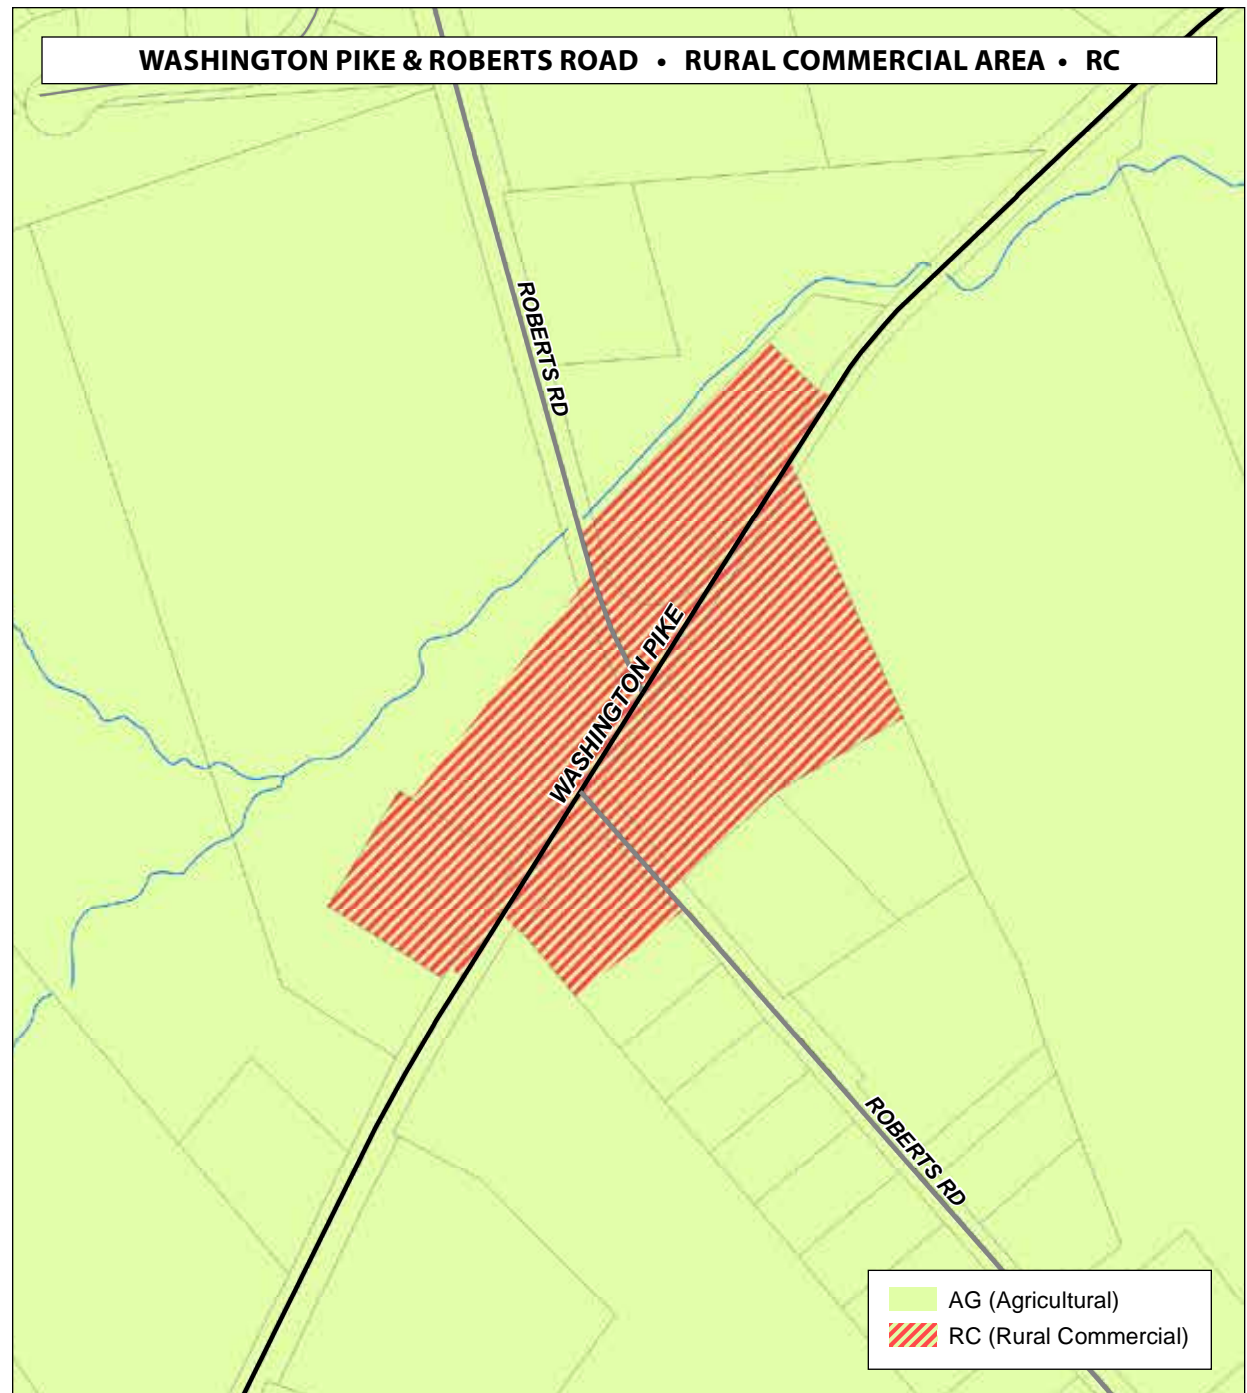 WASHINGTON PIKE & ROBERTS ROAD • RURAL COMMERCIAL AREA • RC
ROBERTS RD
WASHINGTON PIKE
ROBERTS RD
AG (Agricultural)
RC (Rural Commercial)